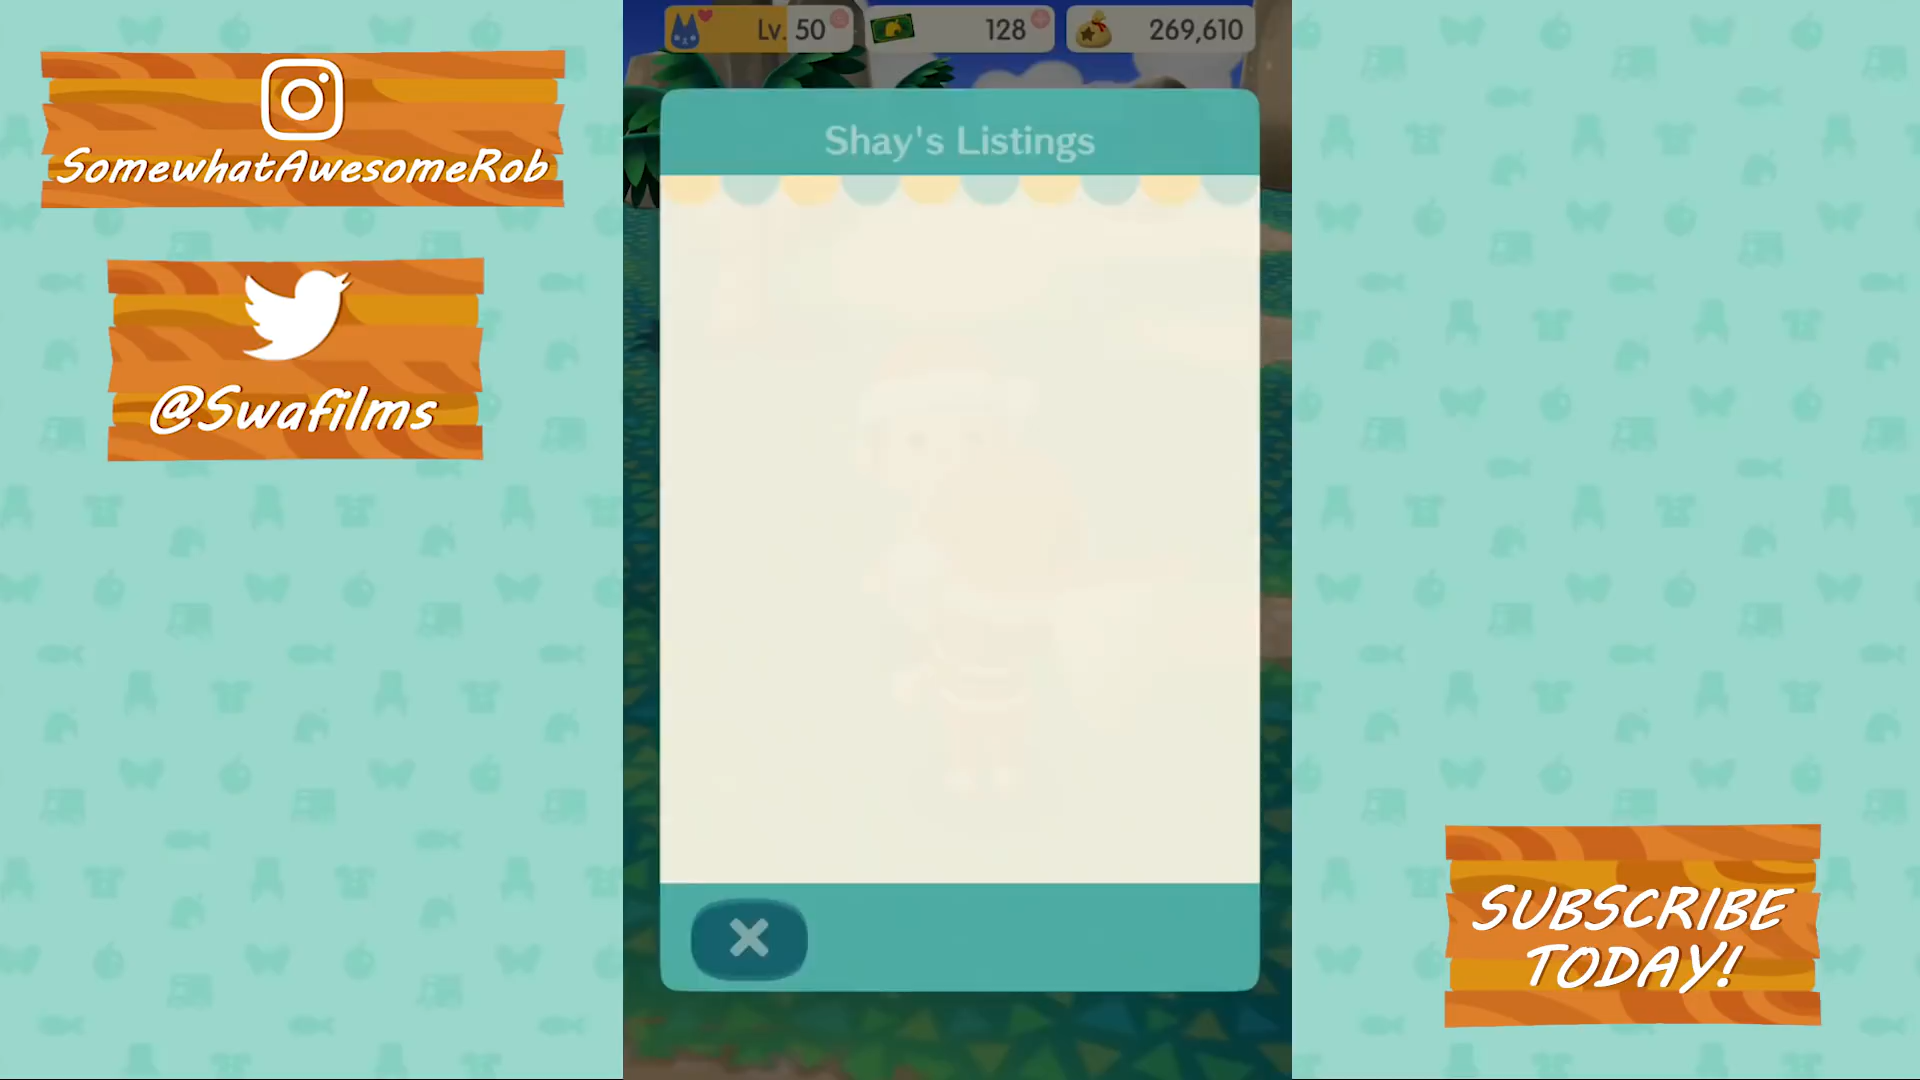 SomewhatAwesomeRob
@Swafilms
Lv. 50
128
269,610
Shay's Listings
SUBSCRIBE
TODAY!